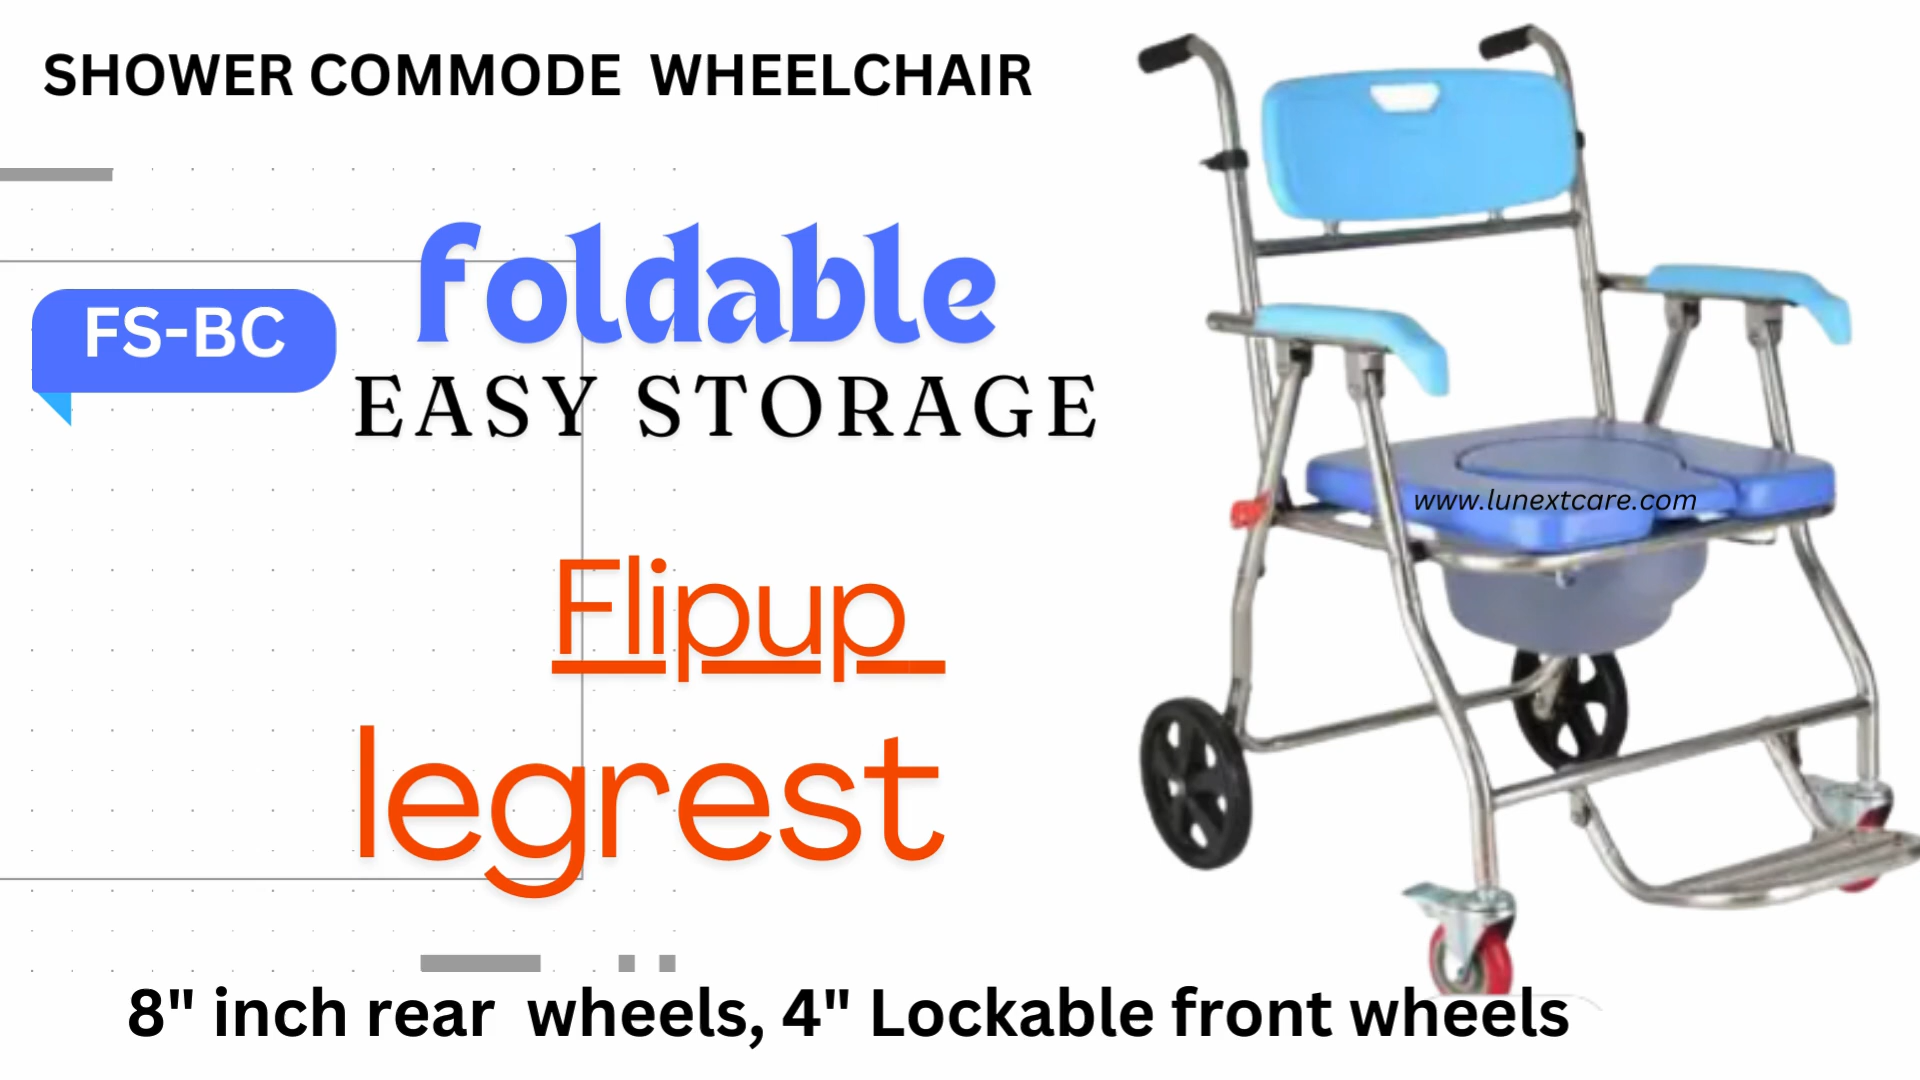 SHOWER COMMODE WHEELCHAIR
foldable
FS-BC
EASY STORAGE
www.lunextcare.com
Flipup
legrest
8" inch rear wheels, 4" Lockable front wheels